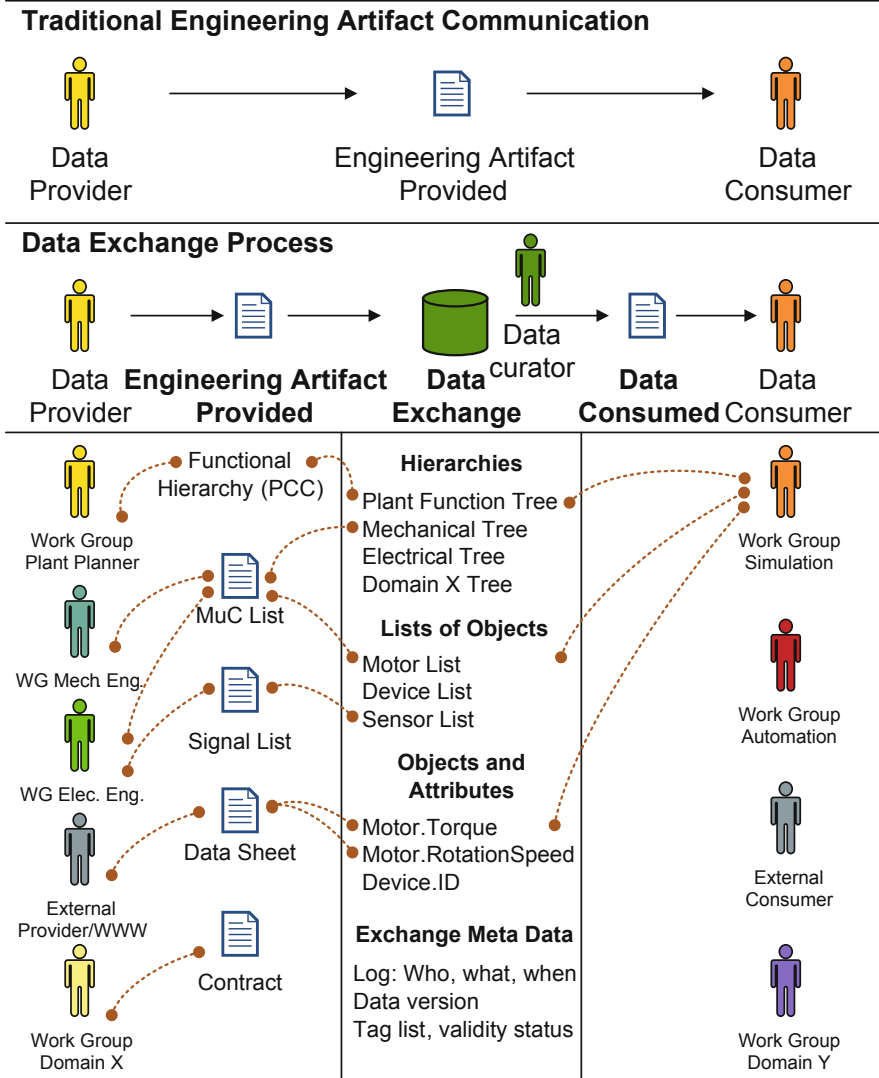 Traditional Engineering Artifact Communication
Data
Provider
Engineering Artifact
Provided
Data
Consumer
Data Exchange Process
Data
Provider
Engineering Artifact
Provided
Data
Exchange
Data
curator
Data
Consumed
Data
Consumer
Work Group
Plant Planner
WG Mech Eng.
WG Elec. Eng.
External
Provider/WWW
Work Group
Domain X
Functional
Hierarchy (PCC)
MuC List
Signal List
Data Sheet
Contract
Hierarchies
Plant Function Tree
Mechanical Tree
Electrical Tree
Domain X Tree
Lists of Objects
Motor List
Device List
Sensor List
Objects and
Attributes
Motor.Torque
Motor.RotationSpeed
Device.ID
Exchange Meta Data
Log: Who, what, when
Data version
Tag list, validity status
Work Group
Simulation
Work Group
Automation
External
Consumer
Work Group
Domain Y